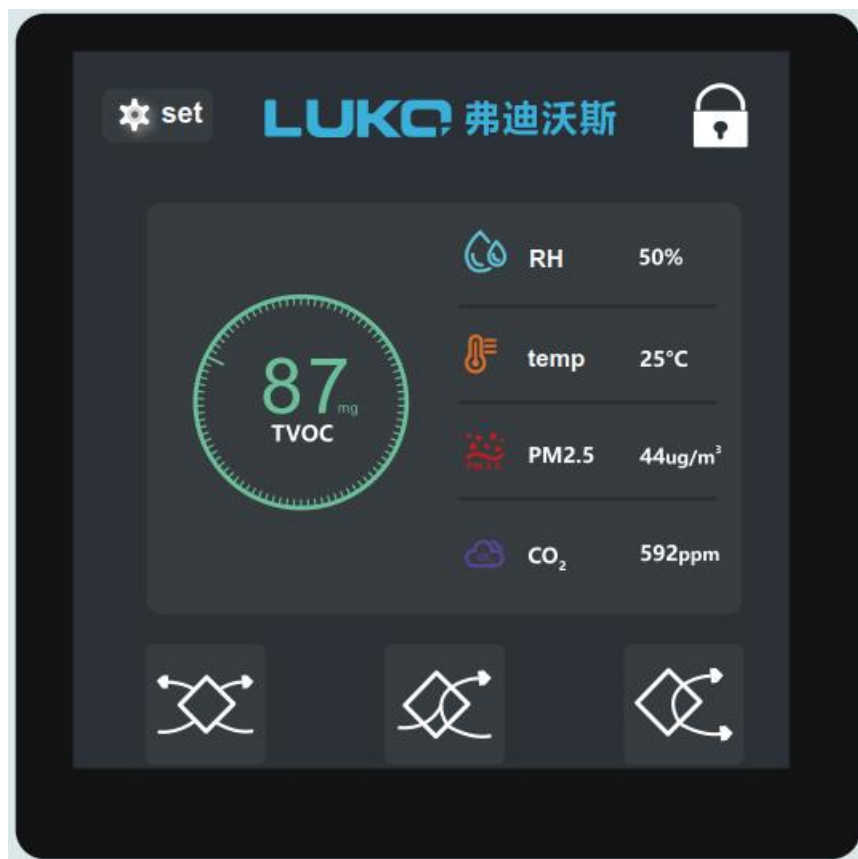 set
LUKO 弗迪沃斯
87mg
TVOC
RH 50%
temp 25°C
PM2.5 44ug/m³
CO₂ 592ppm